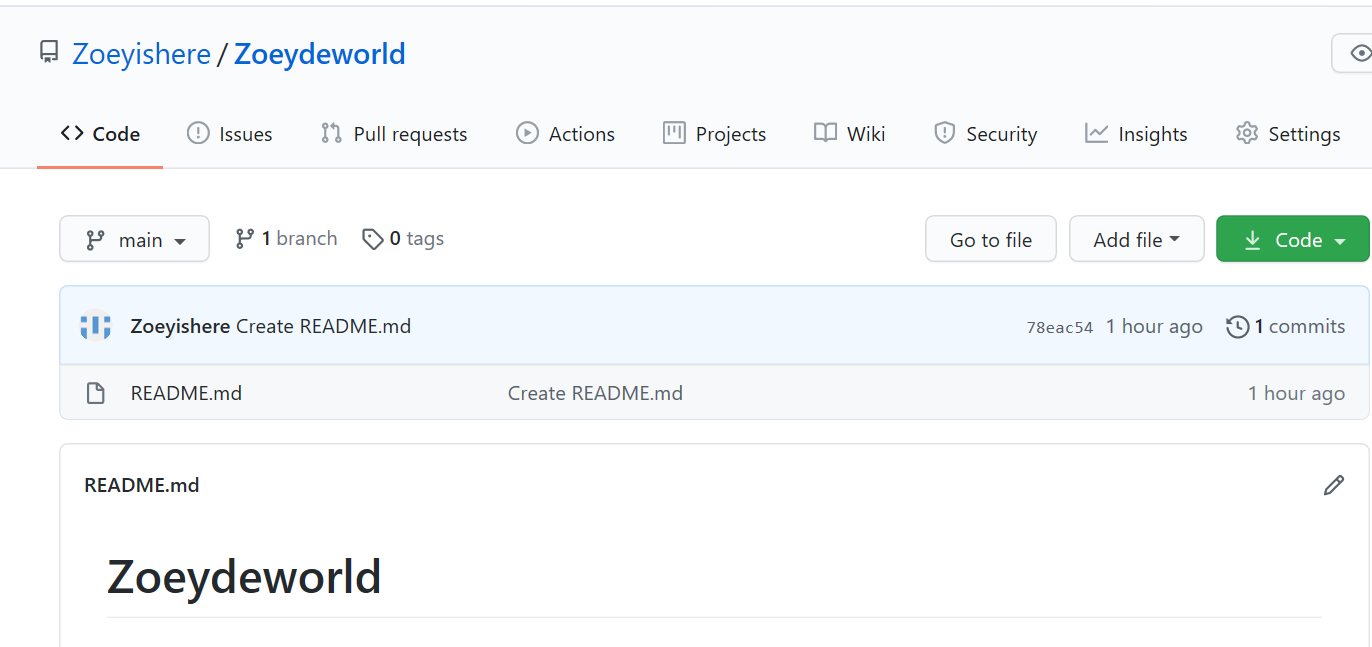 Zoeyishere / Zoeydeworld
Code Issues Pull requests Actions Projects Wiki Security Insights Settings
main 1 branch 0 tags Go to file Add file Code
Zoeyishere Create README.md 78eac54 1 hour ago 1 commits
README.md Create README.md 1 hour ago
README.md
Zoeydeworld